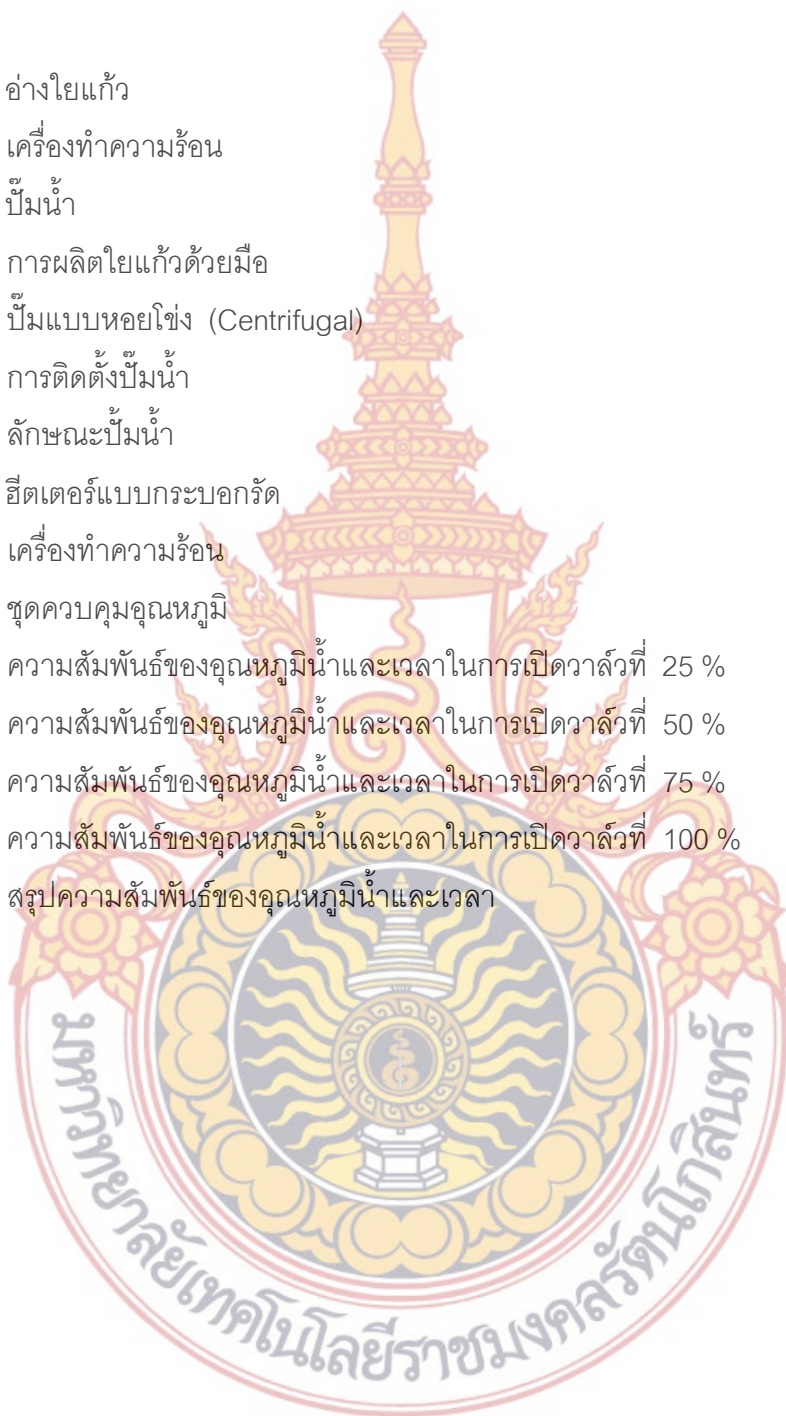 อ่างใยแก้ว
เครื่องทำความร้อน
ปั๊มน้ำ
การผลิตใยแก้วด้วยมือ
ปั๊มแบบหอยโข่ง (Centrifugal)
การติดตั้งปั๊มน้ำ
ลักษณะปั้มน้ำ
ฮีตเตอร์แบบกระบอกรัด
เครื่องทำความร้อน
ชุดควบคุมอุณหภูมิ
ความสัมพันธ์ของอุณหภูมิน้ำและเวลาในการเปิดวาล์วที่ 25 %
ความสัมพันธ์ของอุณหภูมิน้ำและเวลาในการเปิดวาล์วที่ 50 %
ความสัมพันธ์ของอุณหภูมิน้ำและเวลาในการเปิดวาล์วที่ 75 %
ความสัมพันธ์ของอุณหภูมิน้ำและเวลาในการเปิดวาล์วที่ 100 %
สรุปความสัมพันธ์ของอุณหภูมิน้ำและเวลา
มหาวิทยาลัยเทคโนโลยีราชมงคลรัตนโกสินทร์